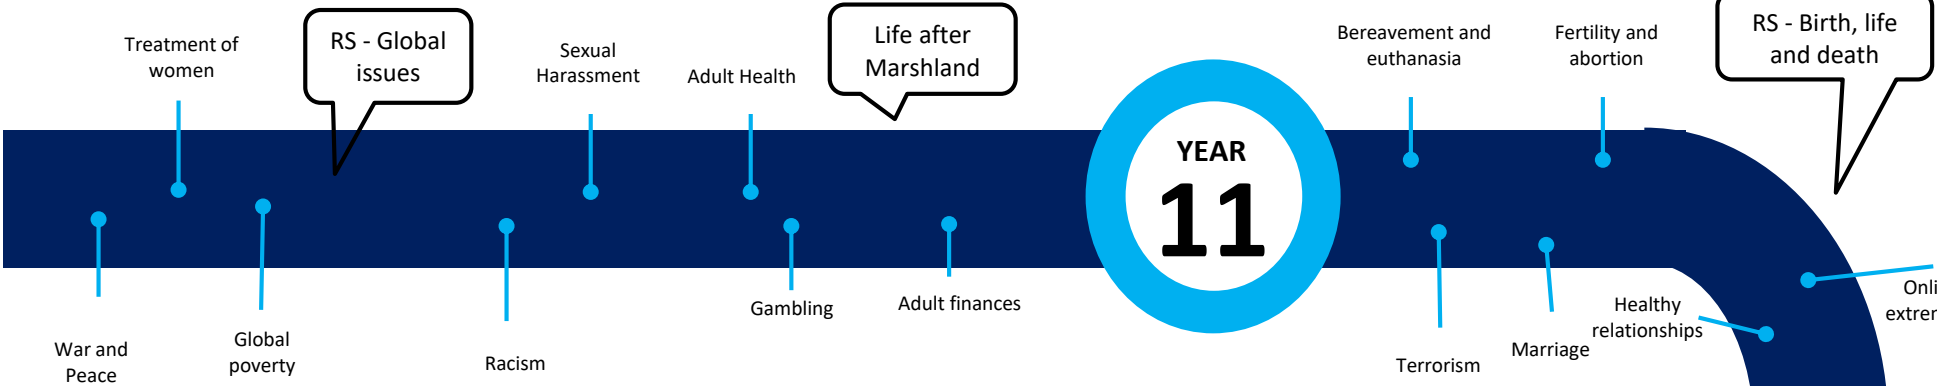 Treatment of
women
RS - Global
issues
Sexual
Harassment
Adult Health
Life after
Marshland
YEAR
11
Bereavement and
euthanasia
Fertility and
abortion
RS - Birth, life
and death
War and
Peace
Global
poverty
Racism
Gambling
Adult finances
Terrorism
Marriage
Healthy
relationships